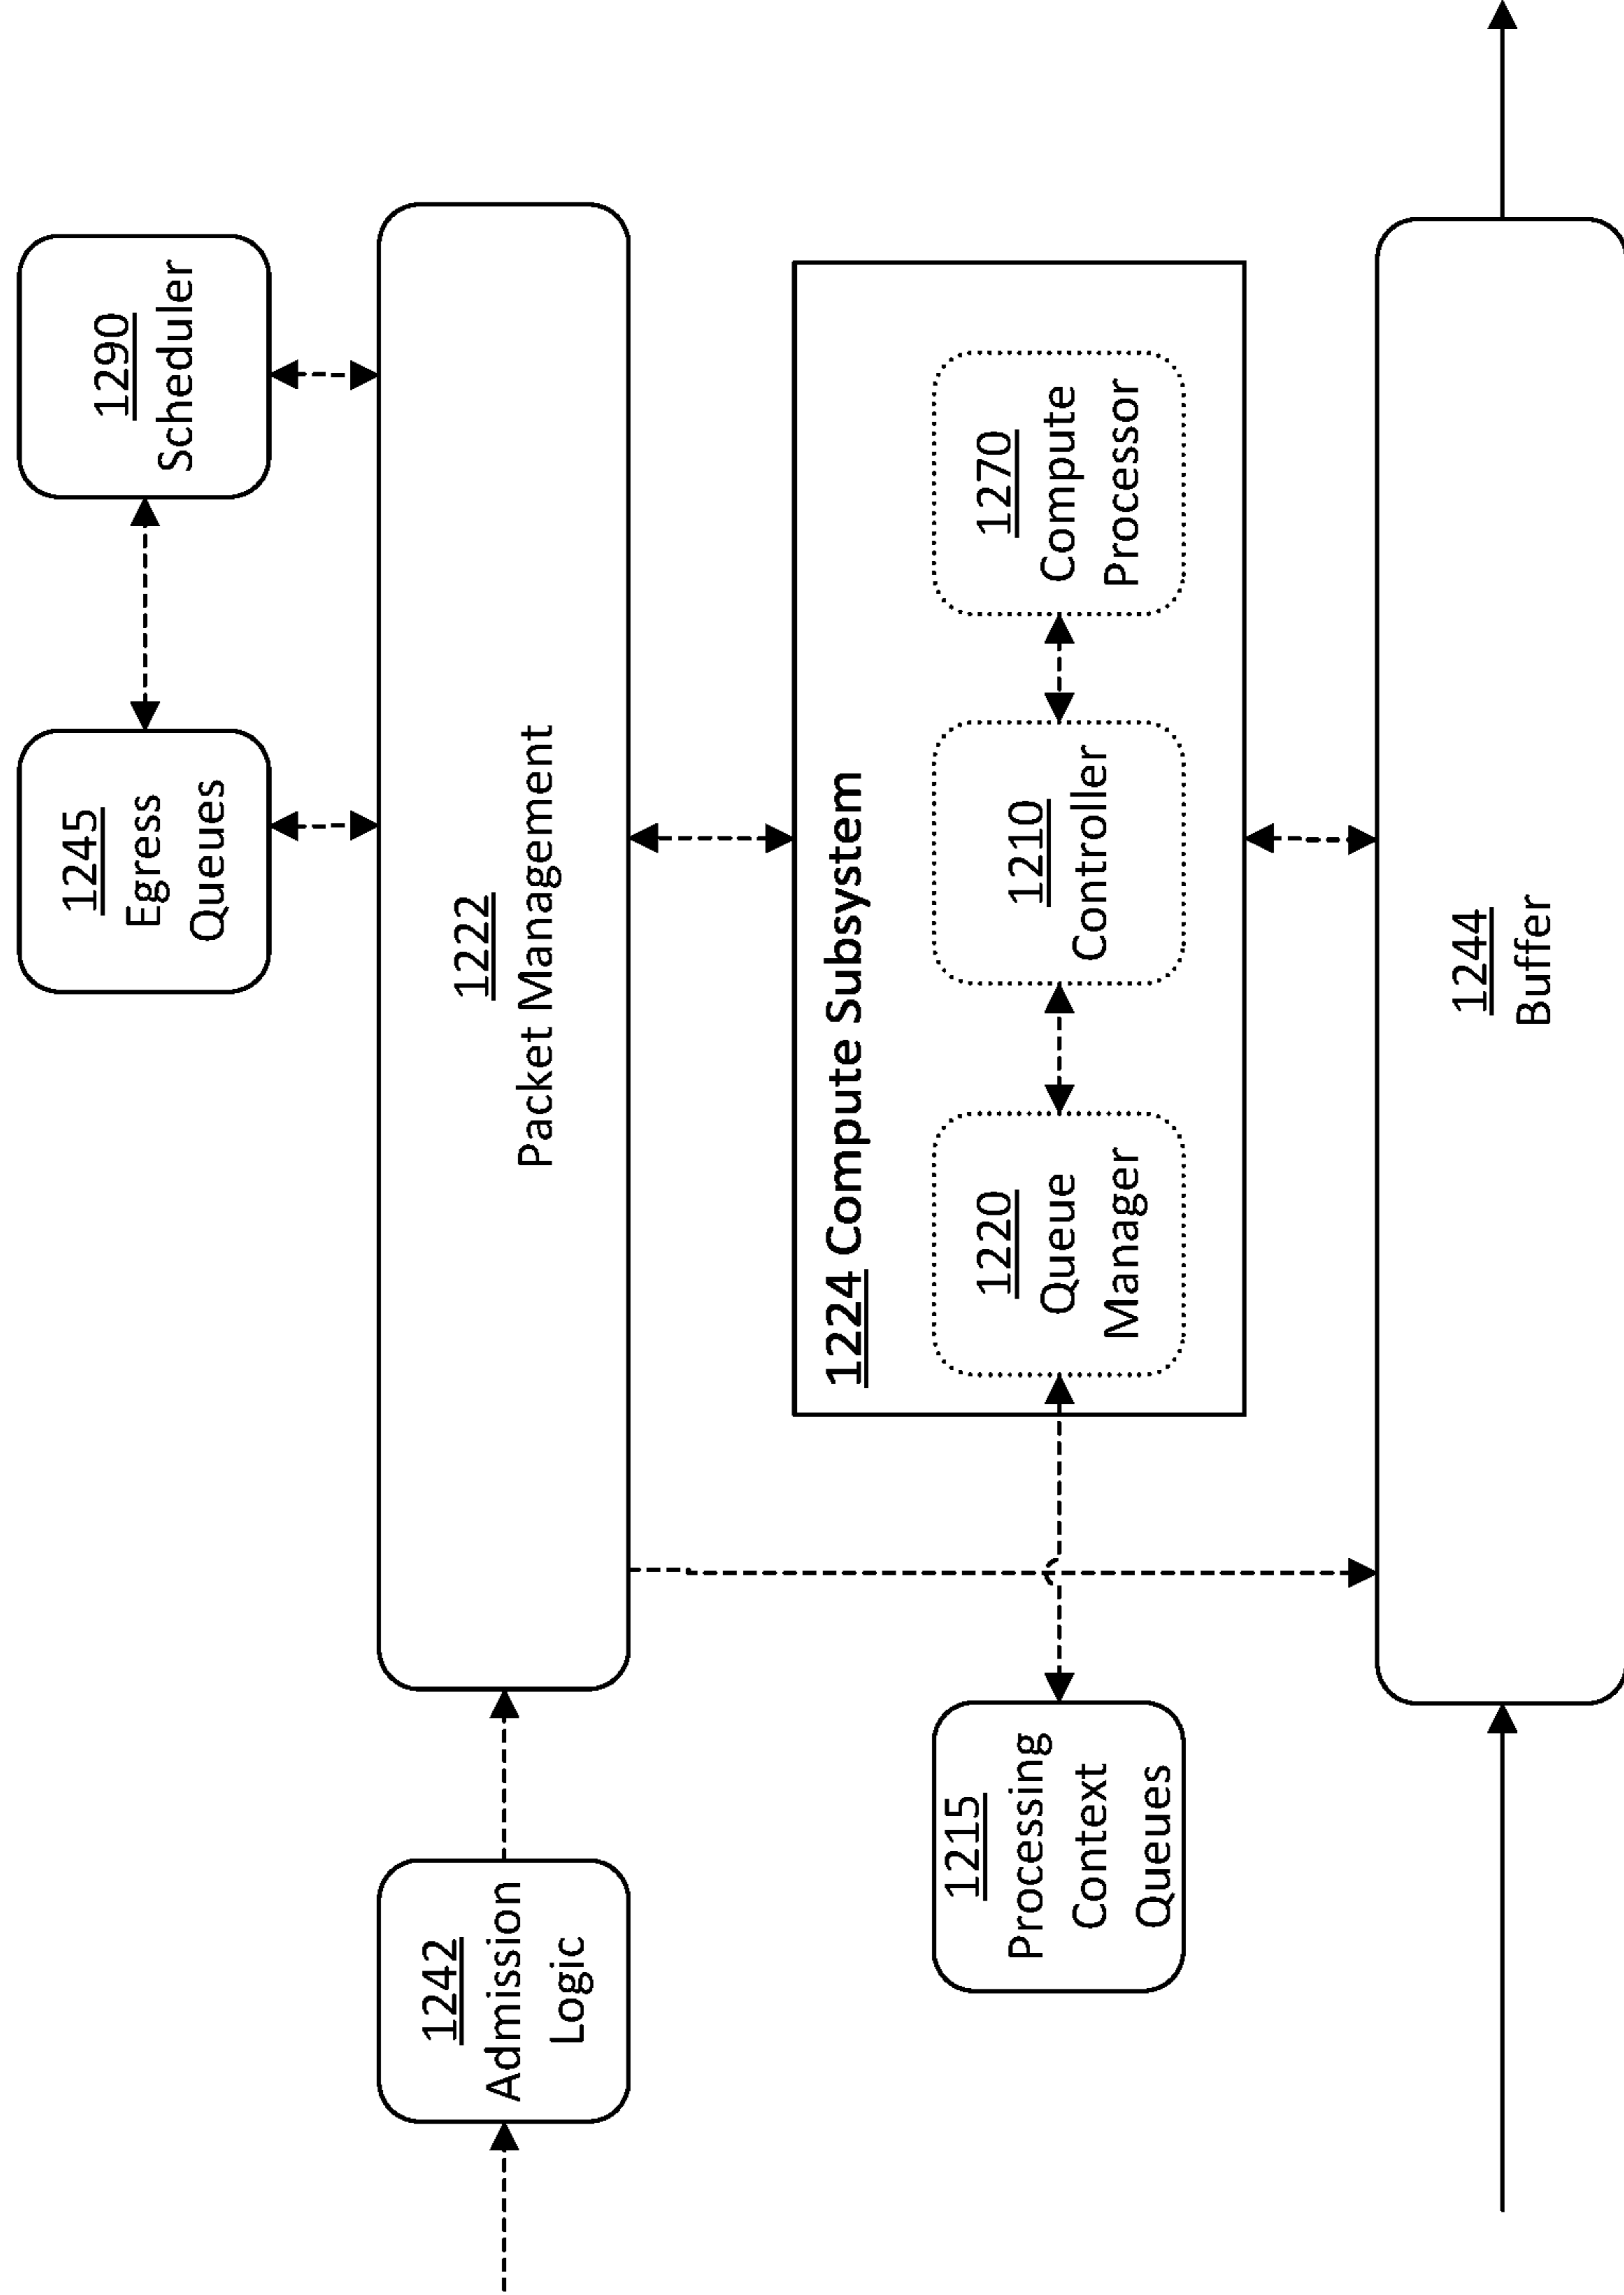 1245
Egress
Queues
1290
Scheduler
1242
Admission
Logic
1222
Packet Management
1224 Compute Subsystem
1215
Processing
Context
Queues
1220
Queue
Manager
1210
Controller
1270
Compute
Processor
1244
Buffer